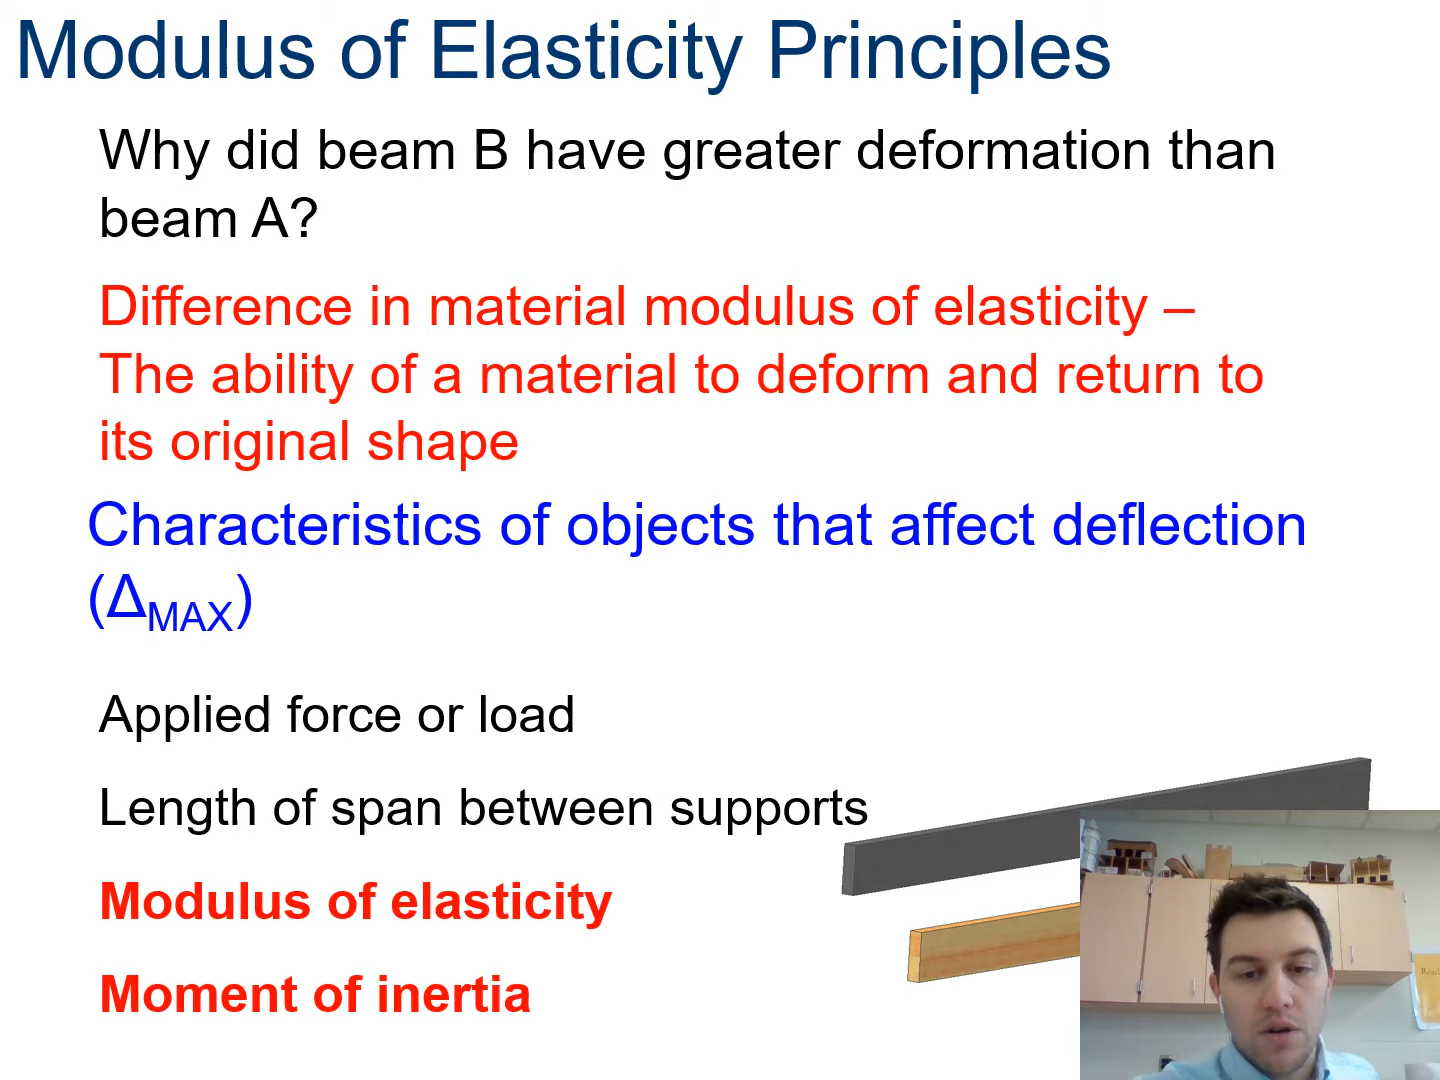 Modulus of Elasticity Principles
Why did beam B have greater deformation than
beam A?
Difference in material modulus of elasticity –
The ability of a material to deform and return to
its original shape
Characteristics of objects that affect deflection
(ΔMAX)
Applied force or load
Length of span between supports
Modulus of elasticity
Moment of inertia